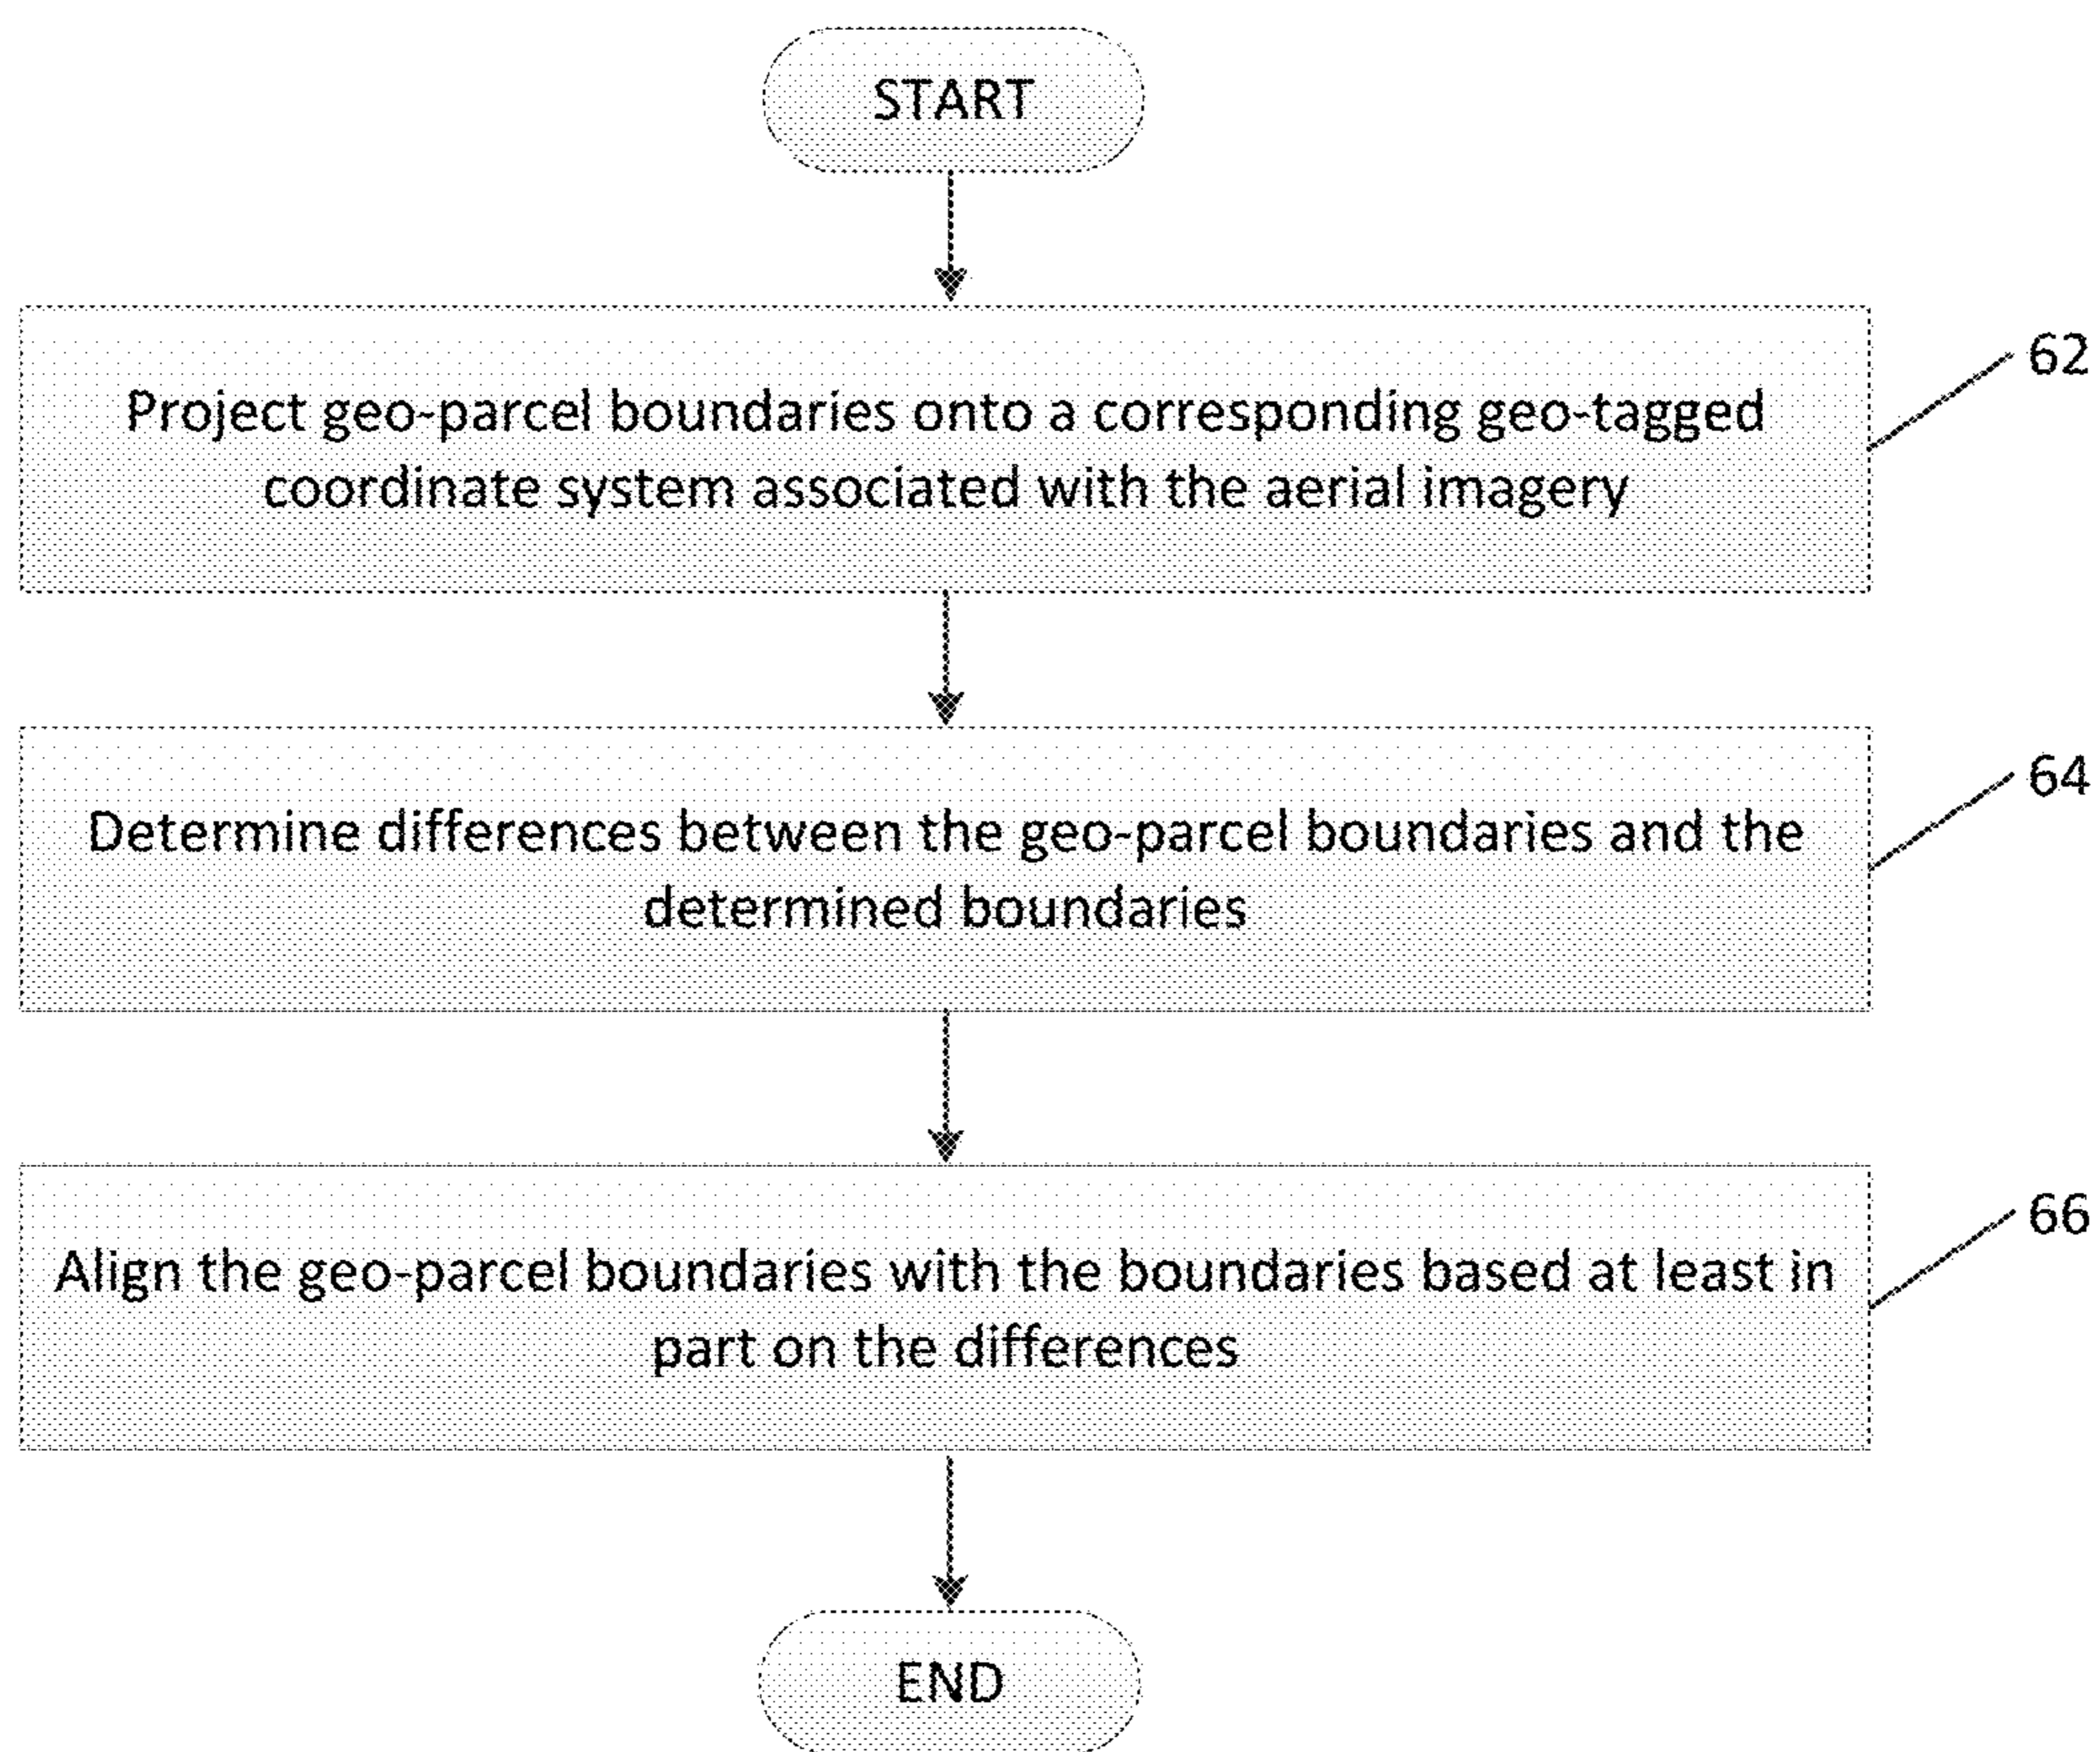 START
Project geo-parcel boundaries onto a corresponding geo-tagged
coordinate system associated with the aerial imagery
62
Determine differences between the geo-parcel boundaries and the
determined boundaries
64
Align the geo-parcel boundaries with the boundaries based at least in
part on the differences
66
END